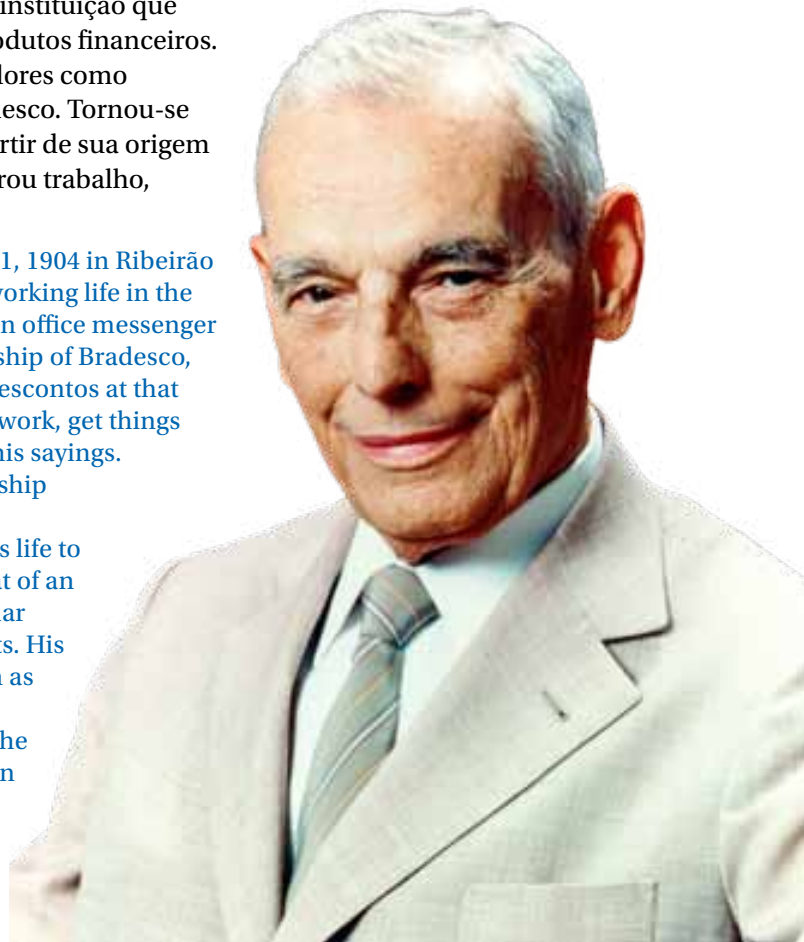 instituição que
odutos financeiros.
lores como
esco. Tornou-se
rtir de sua origem
rou trabalho,
1, 1904 in Ribeirão
working life in the
n office messenger
ship of Bradesco,
escontos at that
work, get things
his sayings.
ship
s life to
t of an
ar
ts. His
as
he
n